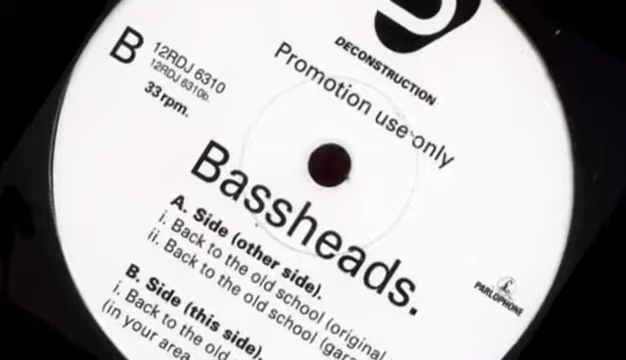 DECONSTRUCTION
B
12RDJ 6310
12RDJ 6310b.
33rpm.
Promotion use only
Bassheads.
A. Side (other side).
i. Back to the old school (original
ii. Back to the old school
PARLOPHONE
B. Side (this side).
i. Back to the old
(in your area